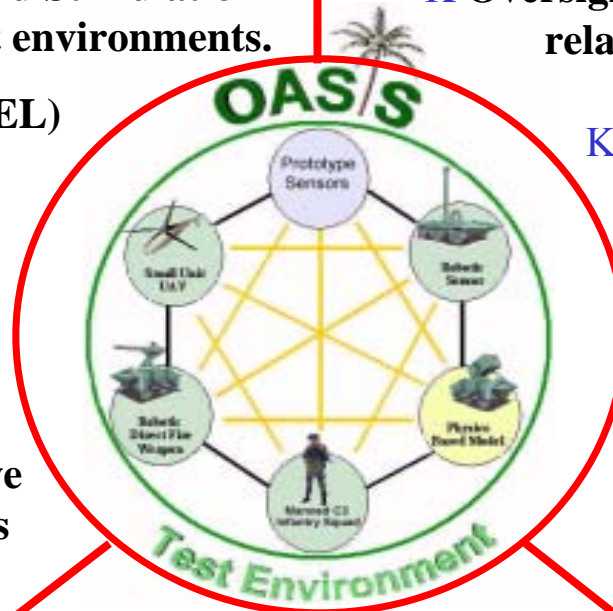 t environments.
K Oversig
rela
EL)
K
OASIS
Prototype
Sensors
Small Unit
UAV
Robotic
Sensor
Robotic
Direct Fire
Weapon
Physics
Based Model
Manned C3
Infantry Squad
ve
s
Test Environment